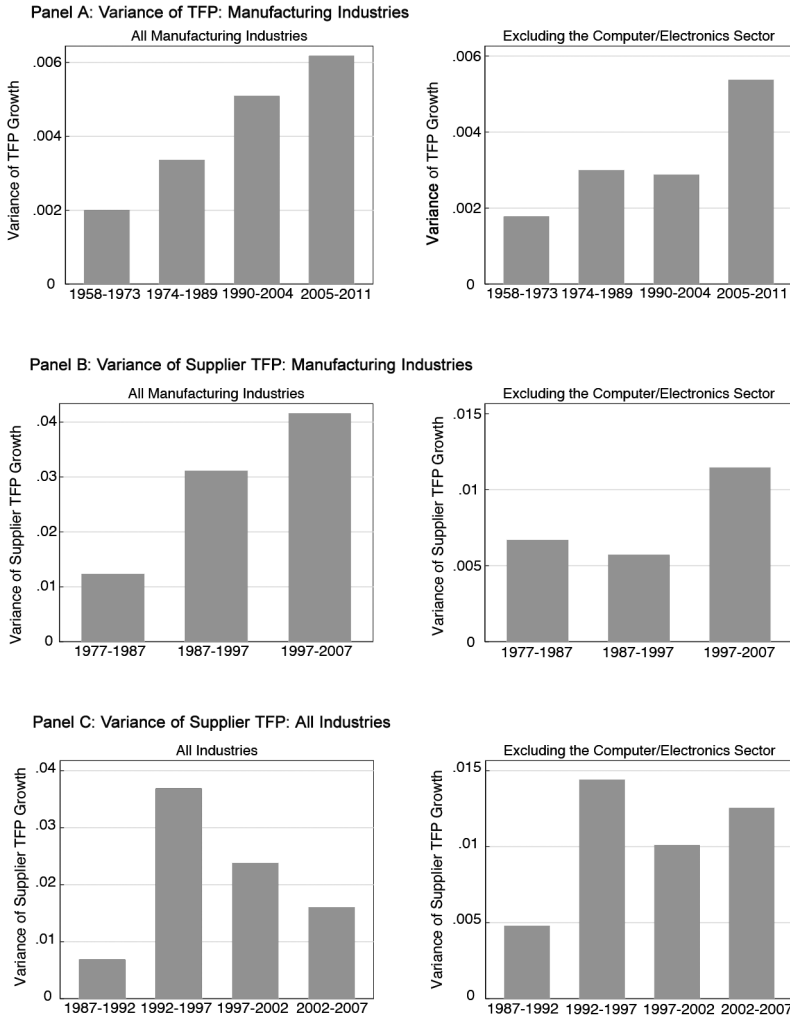 Panel A: Variance of TFP: Manufacturing Industries
All Manufacturing Industries
Variance of TFP Growth
.006
.004
.002
0
1958-1973 1974-1989 1990-2004 2005-2011
Excluding the Computer/Electronics Sector
Variance of TFP Growth
.006
.004
.002
0
1958-1973 1974-1989 1990-2004 2005-2011
Panel B: Variance of Supplier TFP: Manufacturing Industries
All Manufacturing Industries
Variance of Supplier TFP Growth
.04
.03
.02
.01
0
1977-1987 1987-1997 1997-2007
Excluding the Computer/Electronics Sector
Variance of Supplier TFP Growth
.015
.01
.005
0
1977-1987 1987-1997 1997-2007
Panel C: Variance of Supplier TFP: All Industries
All Industries
Variance of Supplier TFP Growth
.04
.03
.02
.01
0
1987-1992 1992-1997 1997-2002 2002-2007
Excluding the Computer/Electronics Sector
Variance of Supplier TFP Growth
.015
.01
.005
0
1987-1992 1992-1997 1997-2002 2002-2007